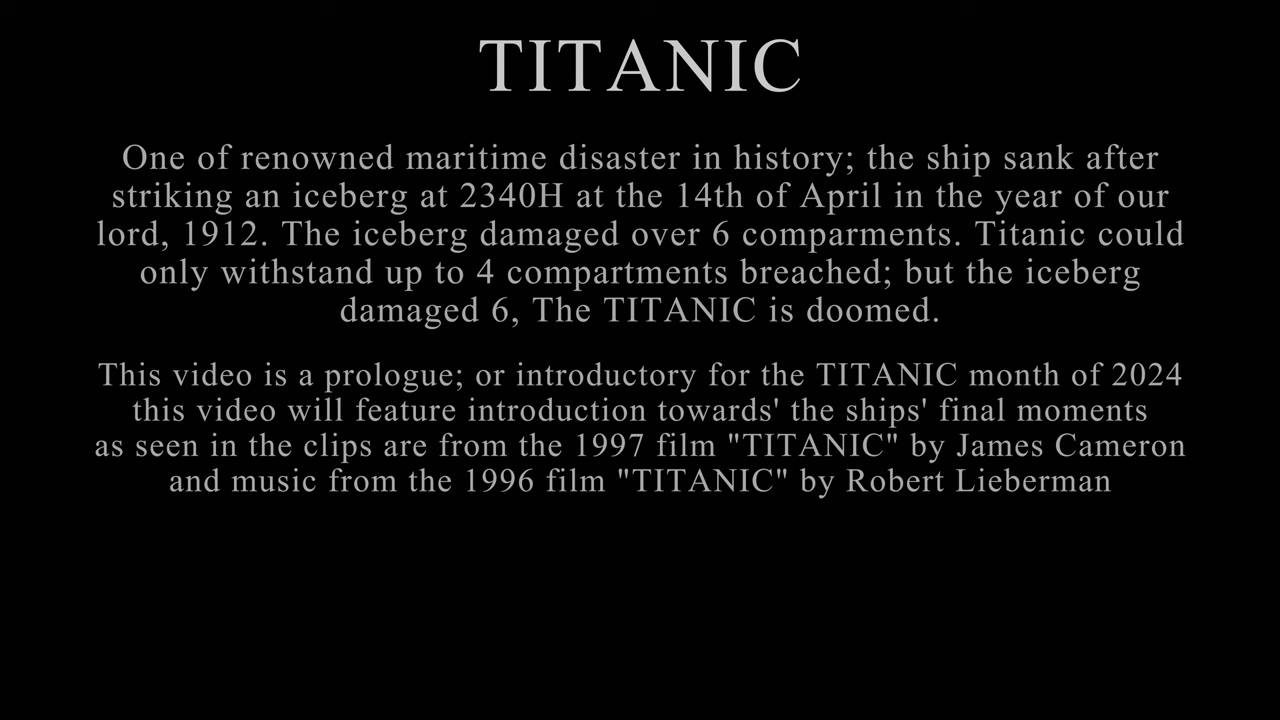 TITANIC
One of renowned maritime disaster in history; the ship sank after
striking an iceberg at 2340H at the 14th of April in the year of our
lord, 1912. The iceberg damaged over 6 comparments. Titanic could
only withstand up to 4 compartments breached; but the iceberg
damaged 6, The TITANIC is doomed.
This video is a prologue; or introductory for the TITANIC month of 2024
this video will feature introduction towards' the ships' final moments
as seen in the clips are from the 1997 film "TITANIC" by James Cameron
and music from the 1996 film "TITANIC" by Robert Lieberman